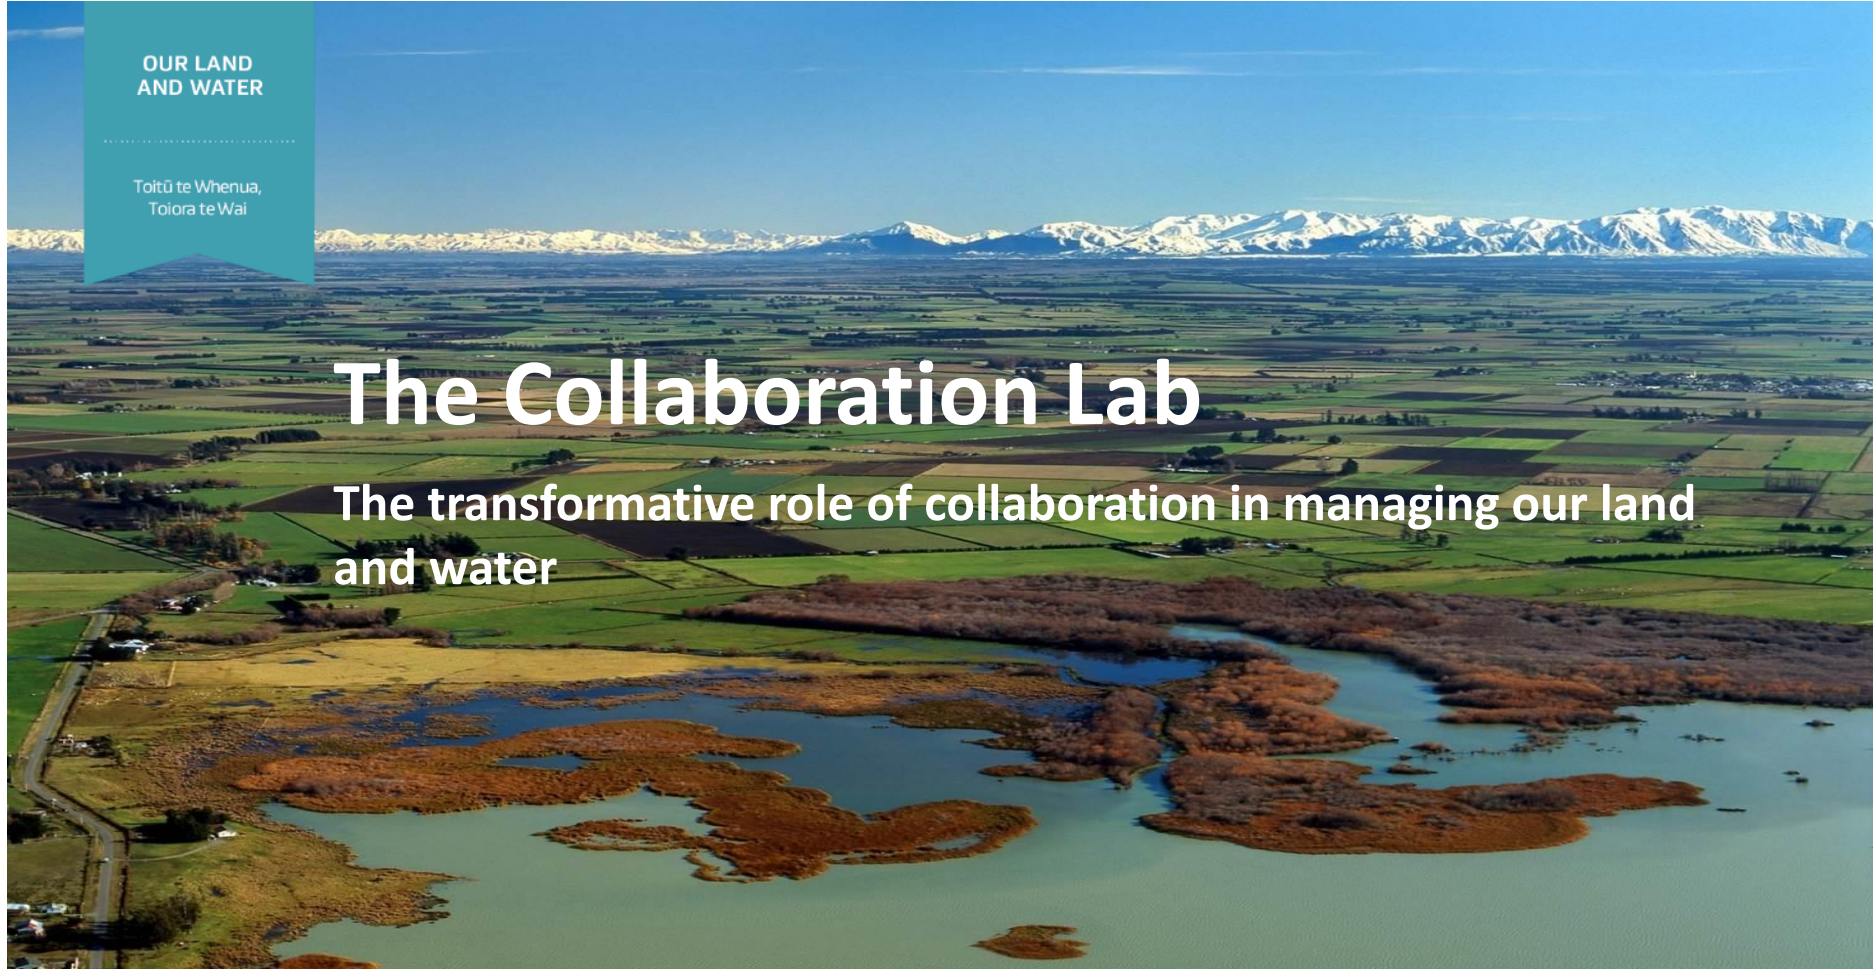 OUR LAND
AND WATER
Toitū te Whenua,
Toiora te Wai
The Collaboration Lab
The transformative role of collaboration in managing our land
and water